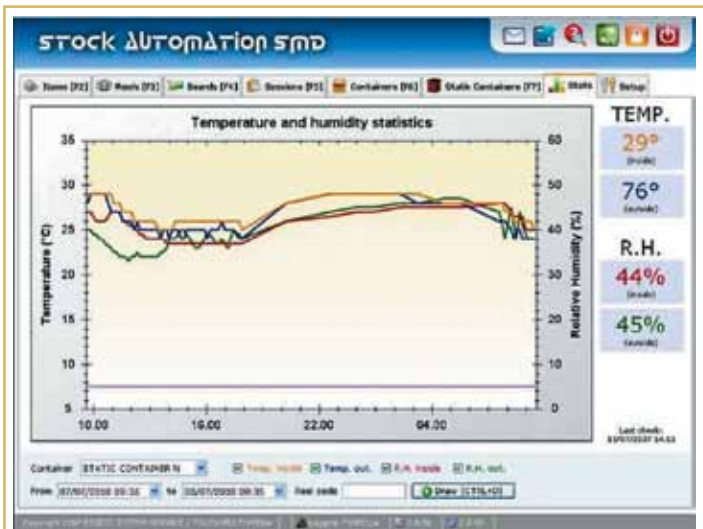 STOCK AUTOMATION SMD
Items [F2] Reels [F3] Search [F4] Sessions [F5] Containers [F6] Static Containers [F7] Stats Setup
Temperature and humidity statistics
TEMP.
29°
(inside)
76°
(outside)
R.H.
44%
(inside)
45%
(outside)
Last check:
35
30
25
20
15
10
5
Temperature (°C)
60
50
40
30
20
10
0
Relative Humidity (%)
10.00 16.00 22.00 04.00
Container STATIC CONTAINER N Temp. inside Temp. out. R.H. inside R.H. out.
From to Reel code Draw [CTRL+D]